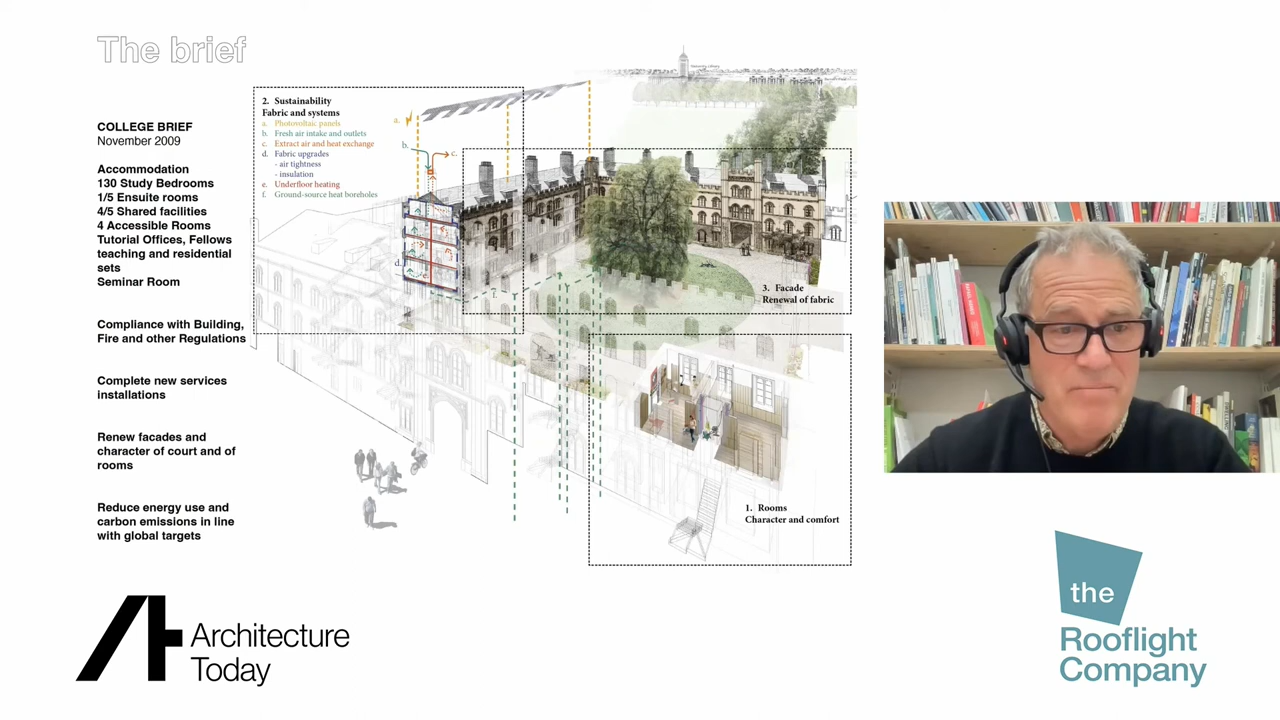 The brief
COLLEGE BRIEF
November 2009
Accommodation
130 Study Bedrooms
1/5 Ensuite rooms
4/5 Shared facilities
4 Accessible Rooms
Tutorial Offices, Fellows
teaching and residential
sets
Seminar Room
Compliance with Building,
Fire and other Regulations
Complete new services
installations
Renew facades and
character of court and of
rooms
Reduce energy use and
carbon emissions in line
with global targets
2. Sustainability
Fabric and systems
a. Photovoltaic panels
b. Fresh air intake and outlets
c. Extract air and heat exchange
d. Fabric upgrades
- air tightness
- insulation
e. Underfloor heating
f. Ground-source heat boreholes
a.
b.
c.
d.
f.
3. Facade
Renewal of fabric
1. Rooms
Character and comfort
Architecture
Today
the
Rooflight
Company